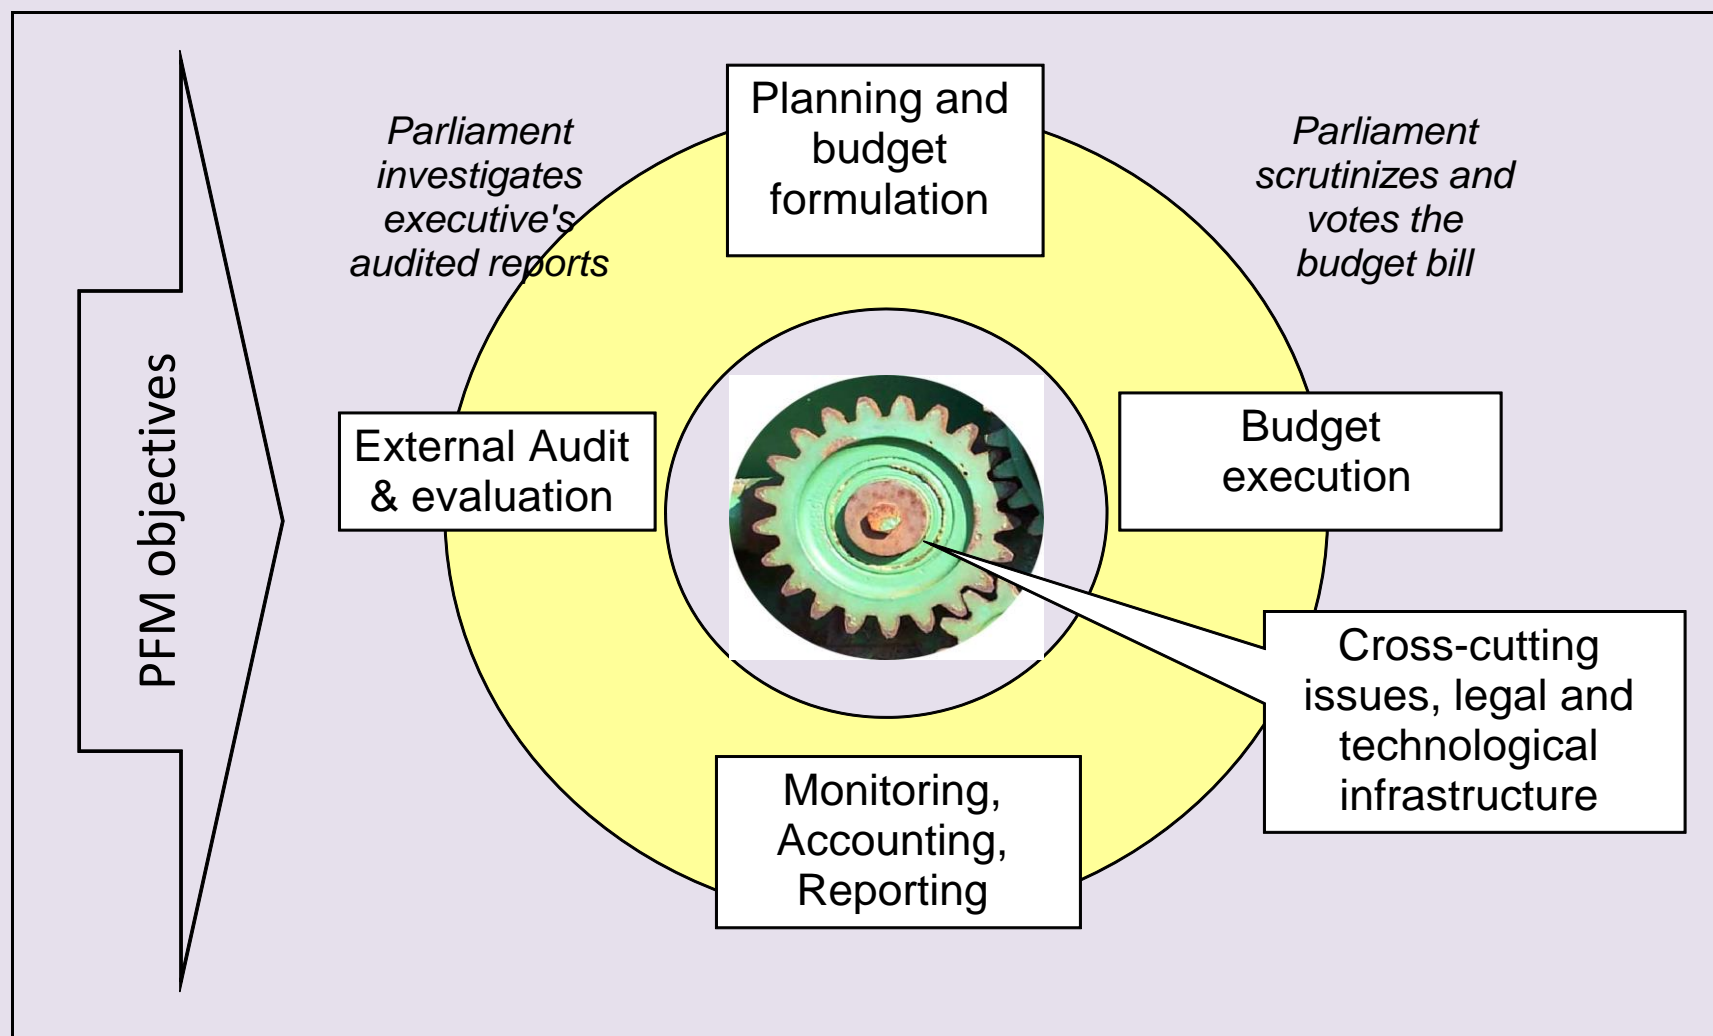 PFM objectives
Parliament
investigates
executive's
audited reports
Planning and
budget
formulation
Parliament
scrutinizes and
votes the
budget bill
External Audit
& evaluation
Budget
execution
Cross-cutting
issues, legal and
technological
infrastructure
Monitoring,
Accounting,
Reporting